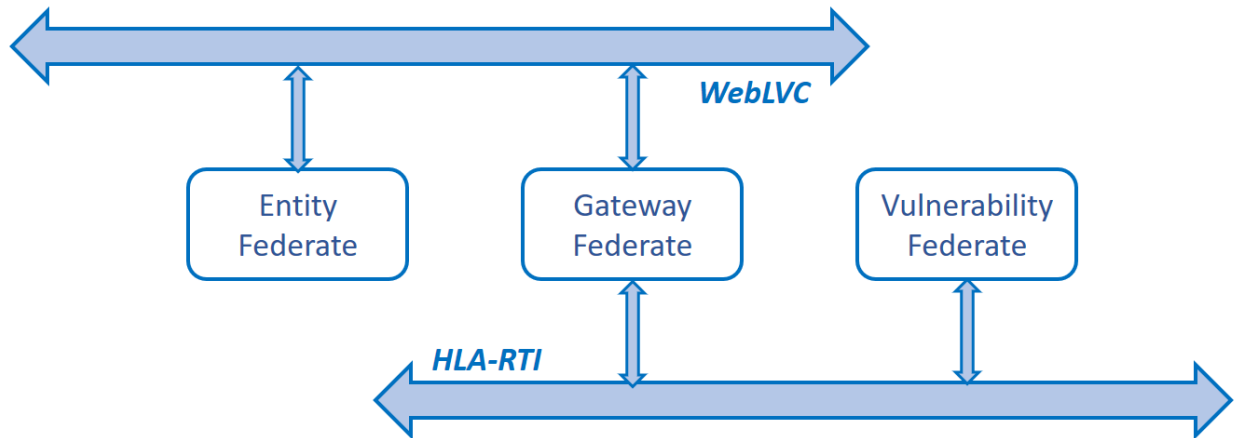 WebLVC
Entity
Federate
Gateway
Federate
Vulnerability
Federate
HLA-RTI